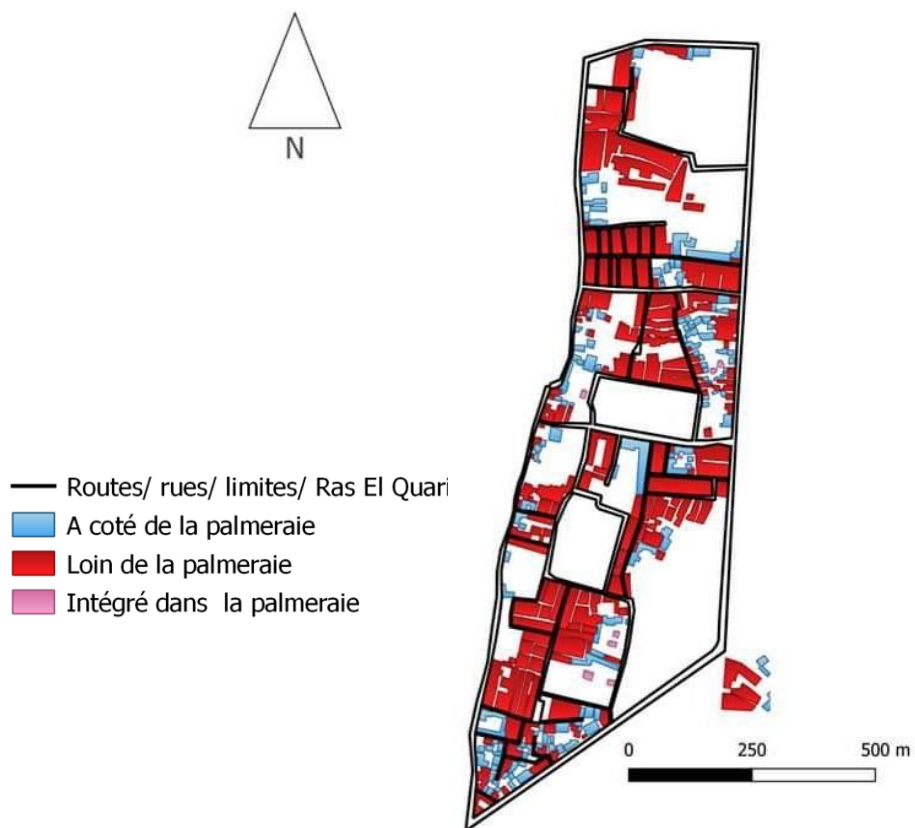 N
Routes/ rues/ limites/ Ras El Quari
A coté de la palmeraie
Loin de la palmeraie
Intégré dans la palmeraie
0 250 500 m